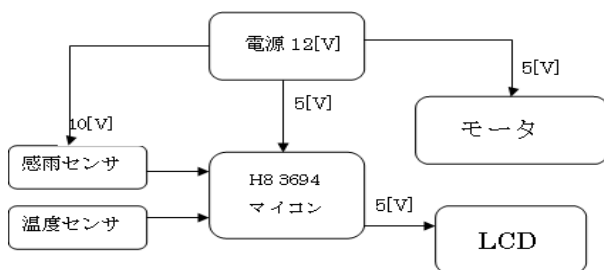 電源 12[V]
5[V]
5[V]
10[V]
モータ
感雨センサ
H8 3694
マイコン
5[V]
温度センサ
LCD